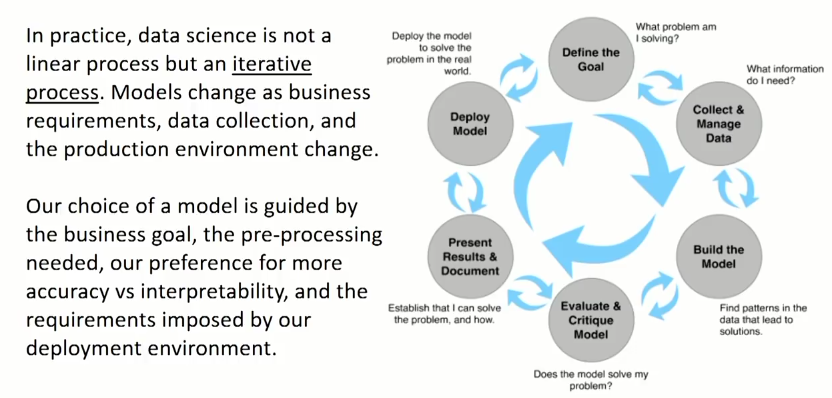 In practice, data science is not a
linear process but an iterative
process. Models change as business
requirements, data collection, and
the production environment change.
Our choice of a model is guided by
the business goal, the pre-processing
needed, our preference for more
accuracy vs interpretability, and the
requirements imposed by our
deployment environment.
Define the
Goal
What problem am
I solving?
Collect &
Manage
Data
What information
do I need?
Build the
Model
Find patterns in the
data that lead to
solutions.
Evaluate &
Critique
Model
Does the model solve my
problem?
Present
Results &
Document
Establish that I can solve
the problem, and how.
Deploy
Model
Deploy the model
to solve the
problem in the real
world.